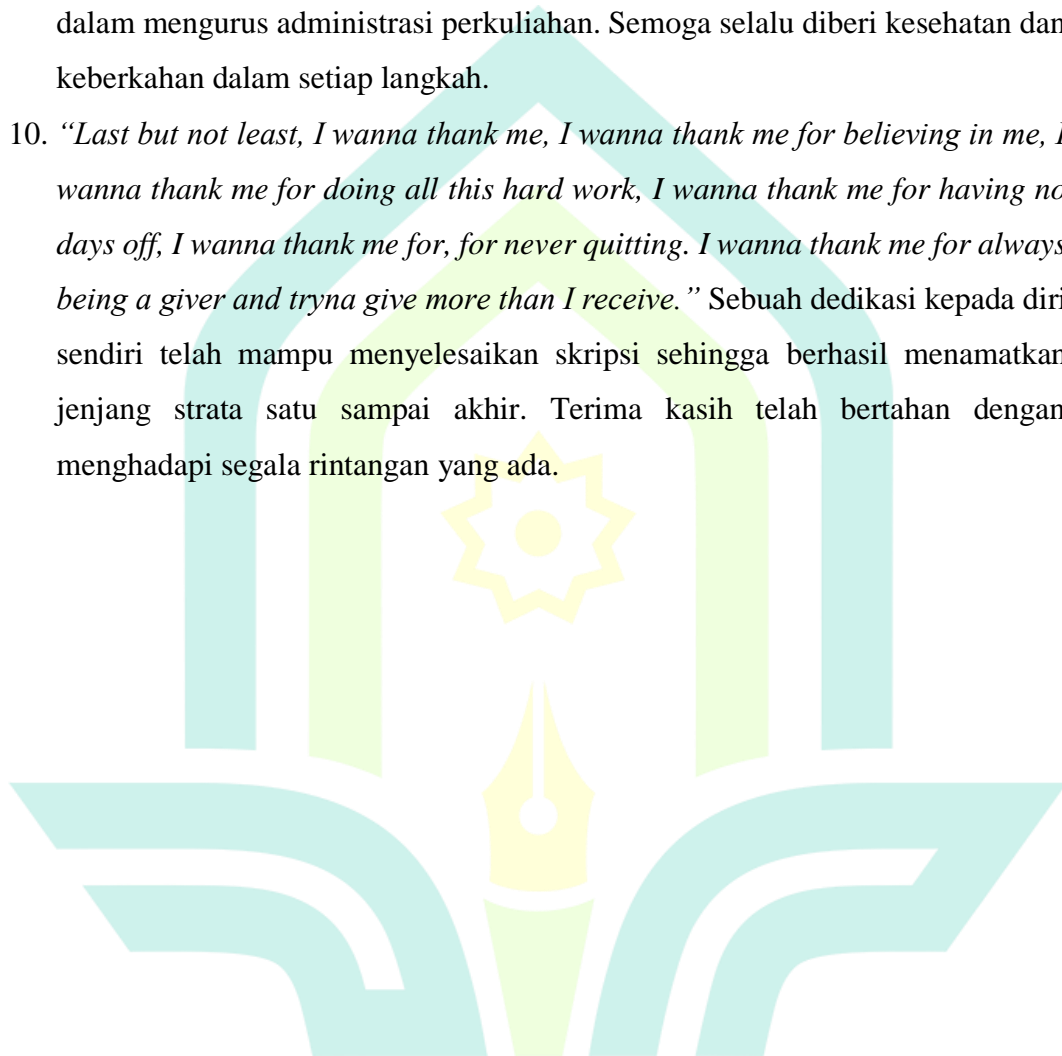 dalam mengurus administrasi perkuliahan. Semoga selalu diberi kesehatan dan
keberkahan dalam setiap langkah.
10. “Last but not least, I wanna thank me, I wanna thank me for believing in me, I
wanna thank me for doing all this hard work, I wanna thank me for having no
days off, I wanna thank me for, for never quitting. I wanna thank me for always
being a giver and tryna give more than I receive.” Sebuah dedikasi kepada diri
sendiri telah mampu menyelesaikan skripsi sehingga berhasil menamatkan
jenjang strata satu sampai akhir. Terima kasih telah bertahan dengan
menghadapi segala rintangan yang ada.